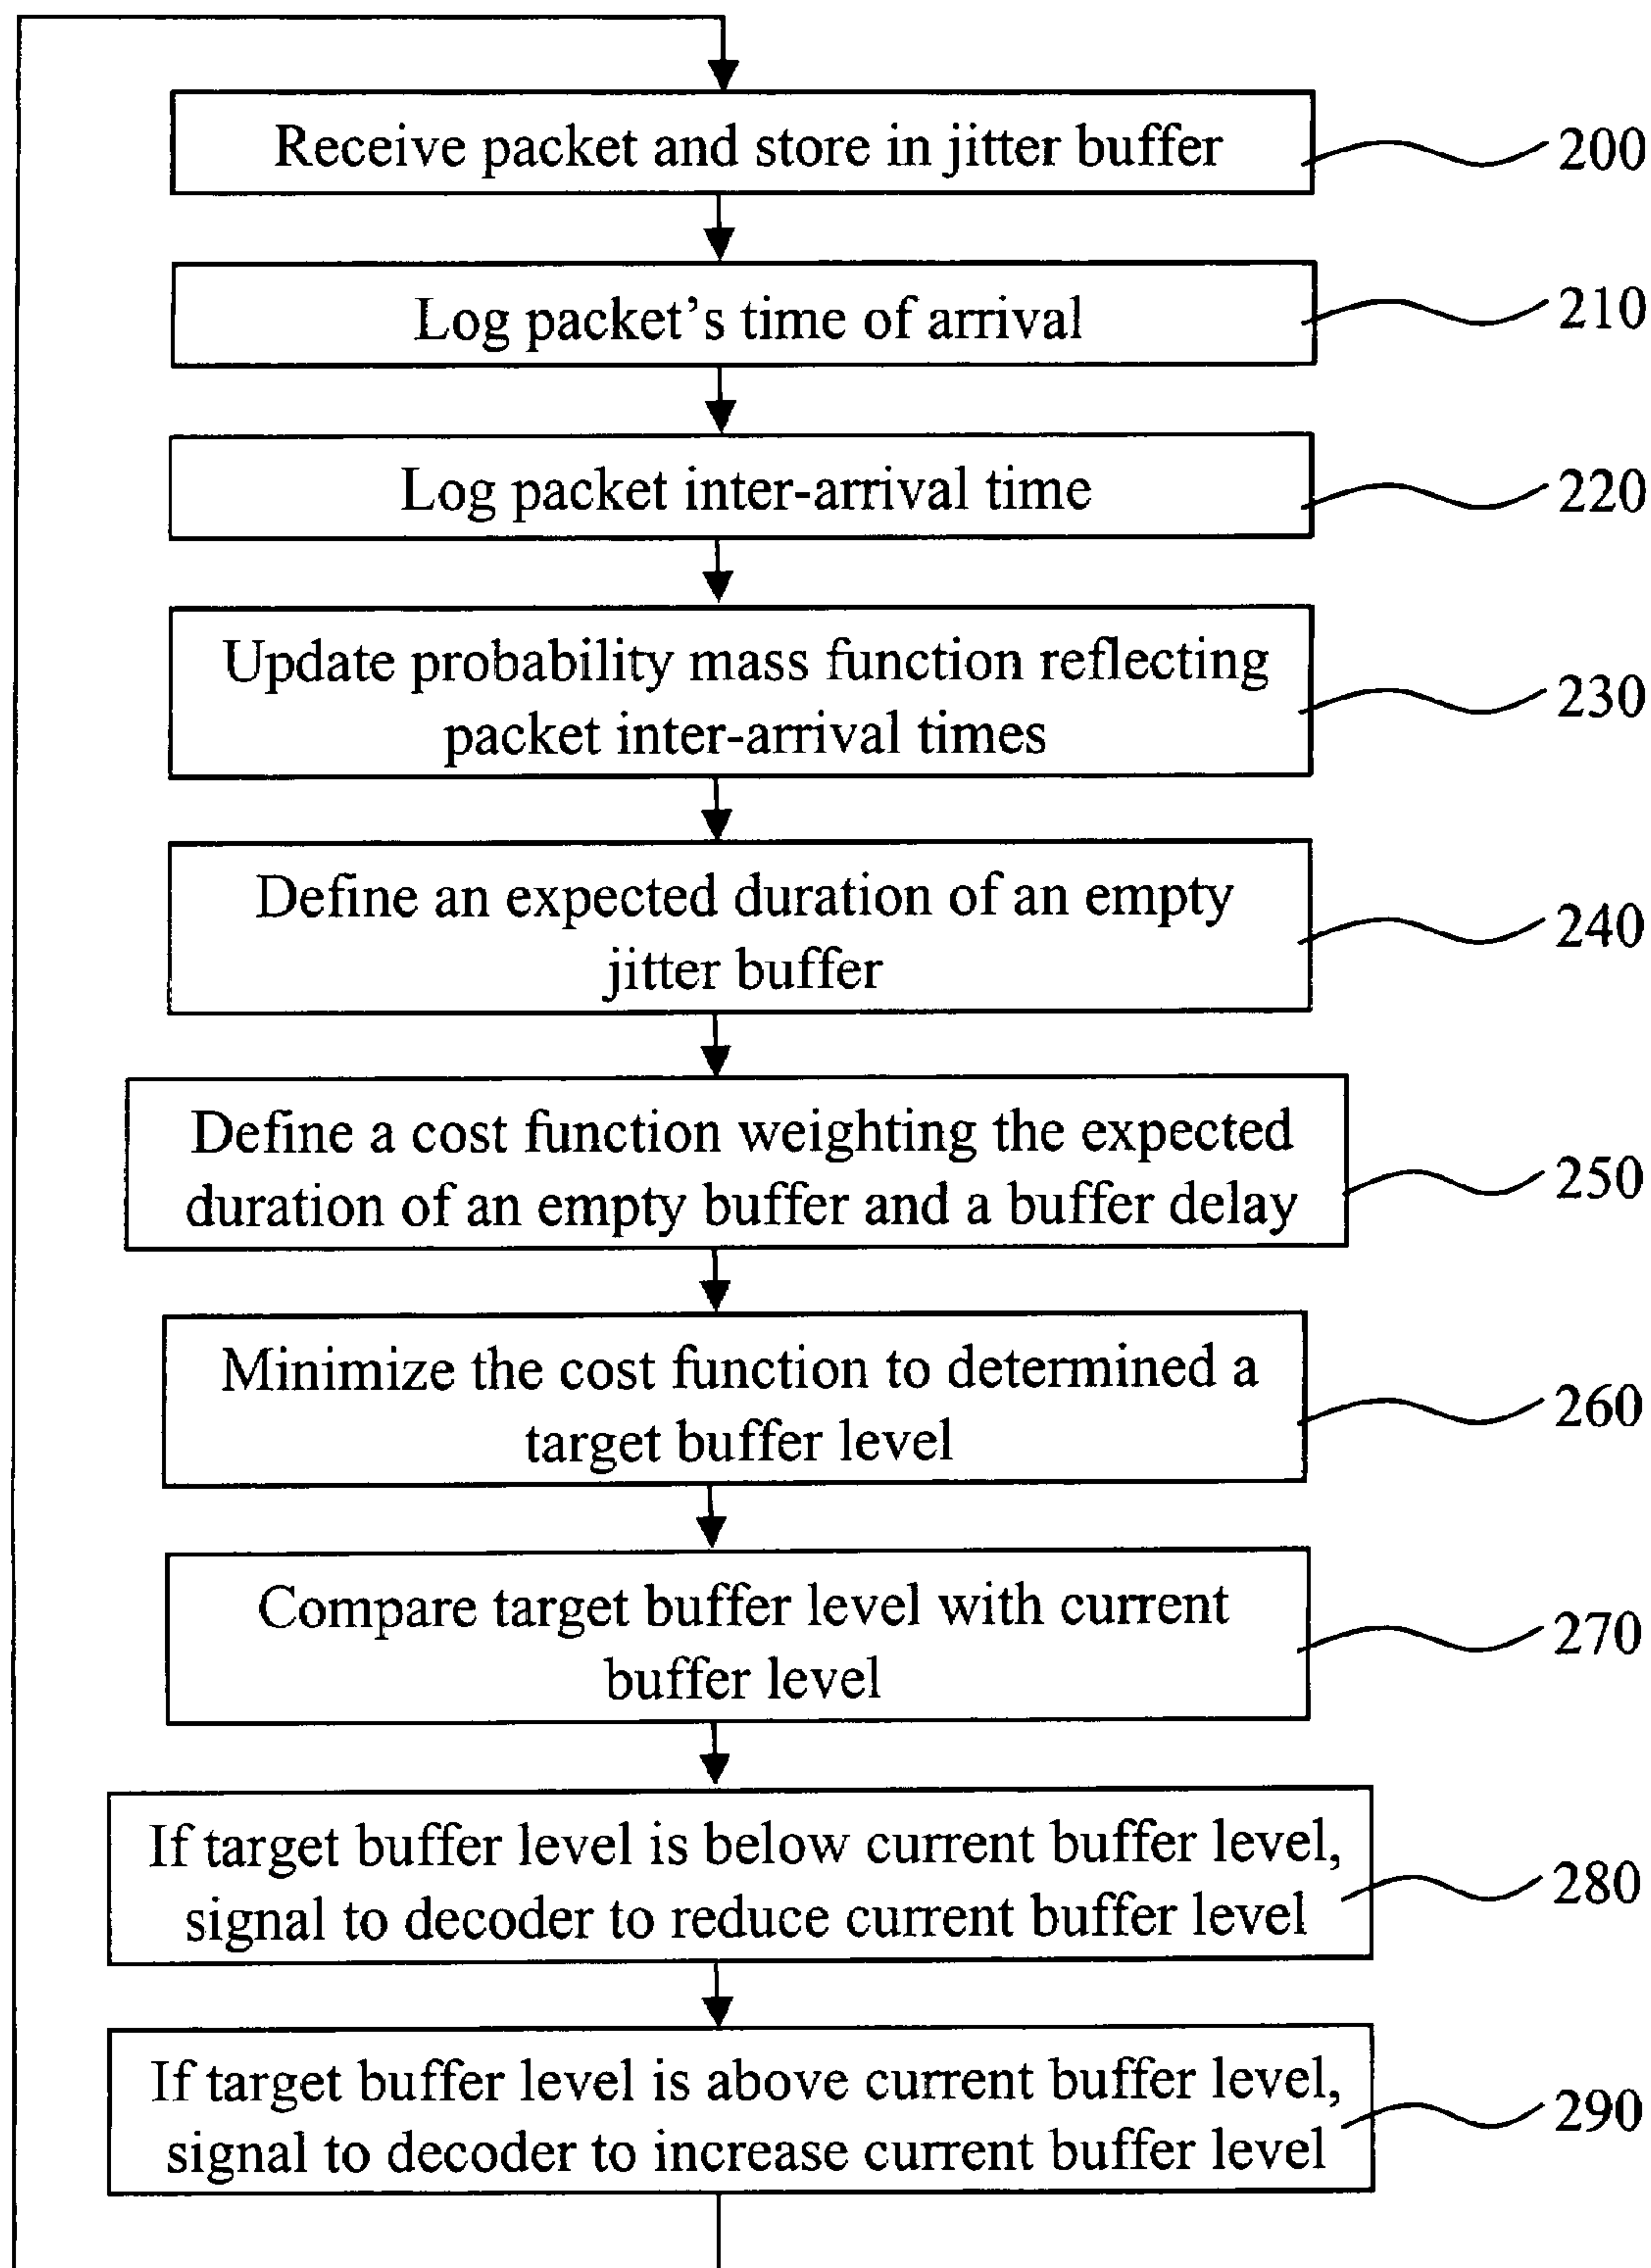 Receive packet and store in jitter buffer
200
Log packet's time of arrival
210
Log packet inter-arrival time
220
Update probability mass function reflecting
packet inter-arrival times
230
Define an expected duration of an empty
jitter buffer
240
Define a cost function weighting the expected
duration of an empty buffer and a buffer delay
250
Minimize the cost function to determined a
target buffer level
260
Compare target buffer level with current
buffer level
270
If target buffer level is below current buffer level,
signal to decoder to reduce current buffer level
280
If target buffer level is above current buffer level,
signal to decoder to increase current buffer level
290